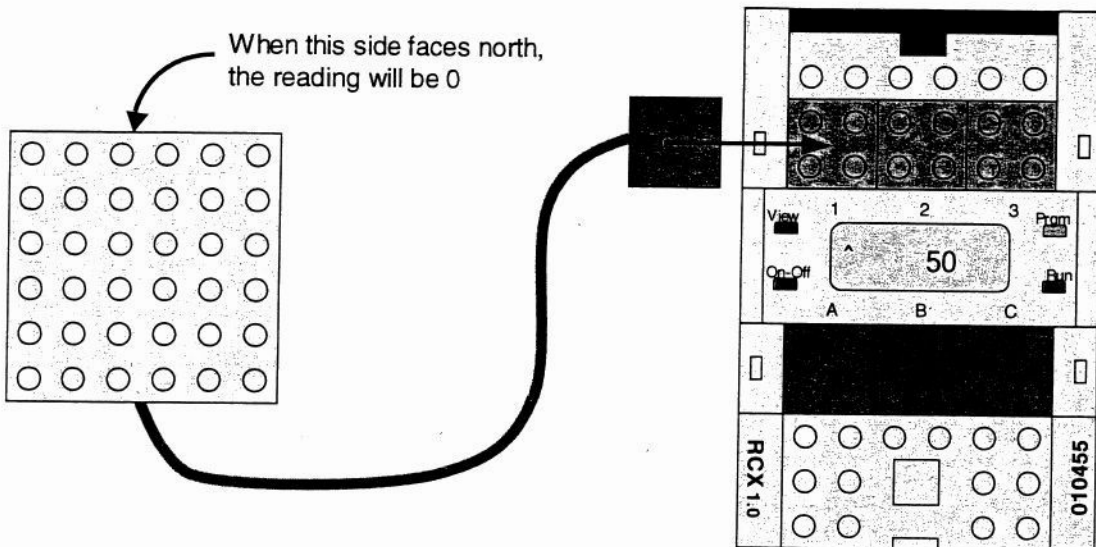 When this side faces north,
the reading will be 0
1 2 3
View Prgm
^ 50
On-Off Run
A B C
RCX 1.0
010455